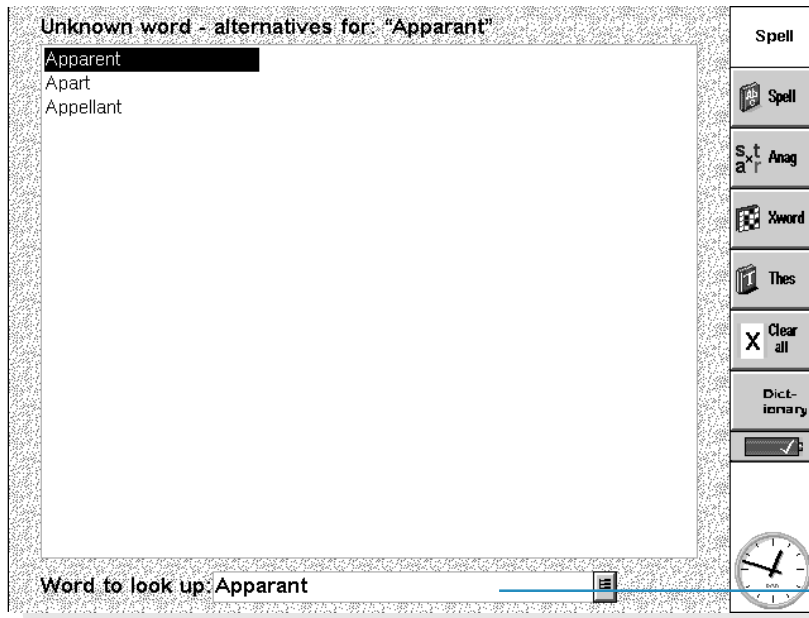 Unknown word - alternatives for: “Apparant”
Apparent
Apart
Appellant
Word to look up: Apparant
Spell
Spell
Anag
Xword
Thes
Clear
all
Dict-
ionary